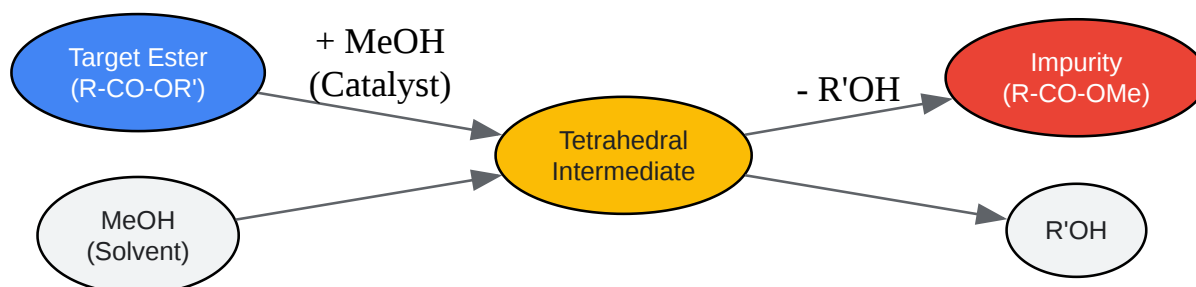 Target Ester
(R-CO-OR')
+ MeOH
(Catalyst)
MeOH
(Solvent)
Tetrahedral
Intermediate
- R'OH
Impurity
(R-CO-OMe)
R'OH